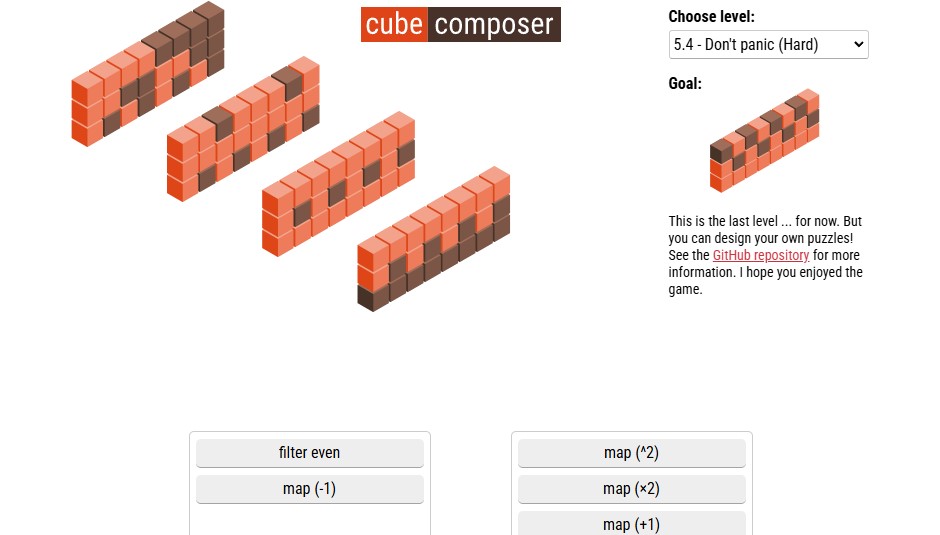 cube composer
Choose level:
5.4 - Don't panic (Hard)
Goal:
This is the last level ... for now. But
you can design your own puzzles!
See the GitHub repository for more
information. I hope you enjoyed the
game.
filter even
map (-1)
map (^2)
map (×2)
map (+1)